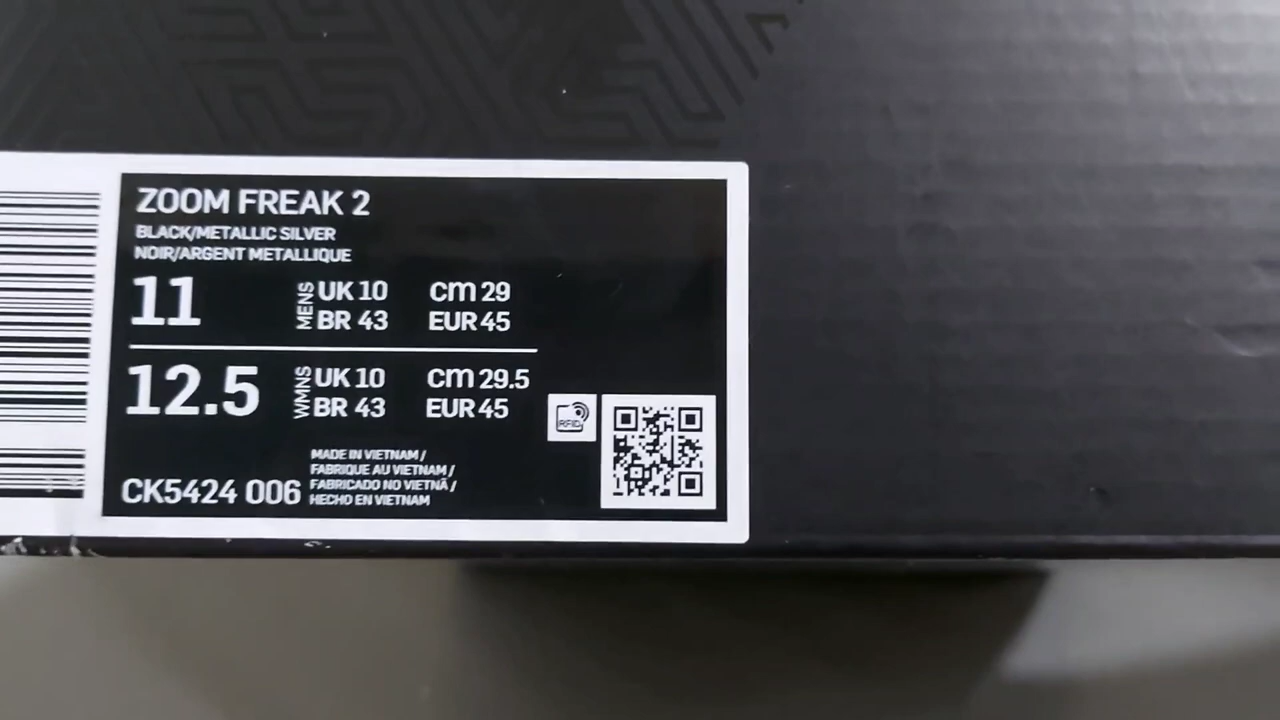 ZOOM FREAK 2
BLACK/METALLIC SILVER
NOIR/ARGENT METALLIQUE
11 MENS UK 10 cm 29
BR 43 EUR 45
12.5 WMNS UK 10 cm 29.5
BR 43 EUR 45
RFID
MADE IN VIETNAM /
FABRIQUE AU VIETNAM /
FABRICADO NO VIETNÃ /
HECHO EN VIETNAM
CK5424 006